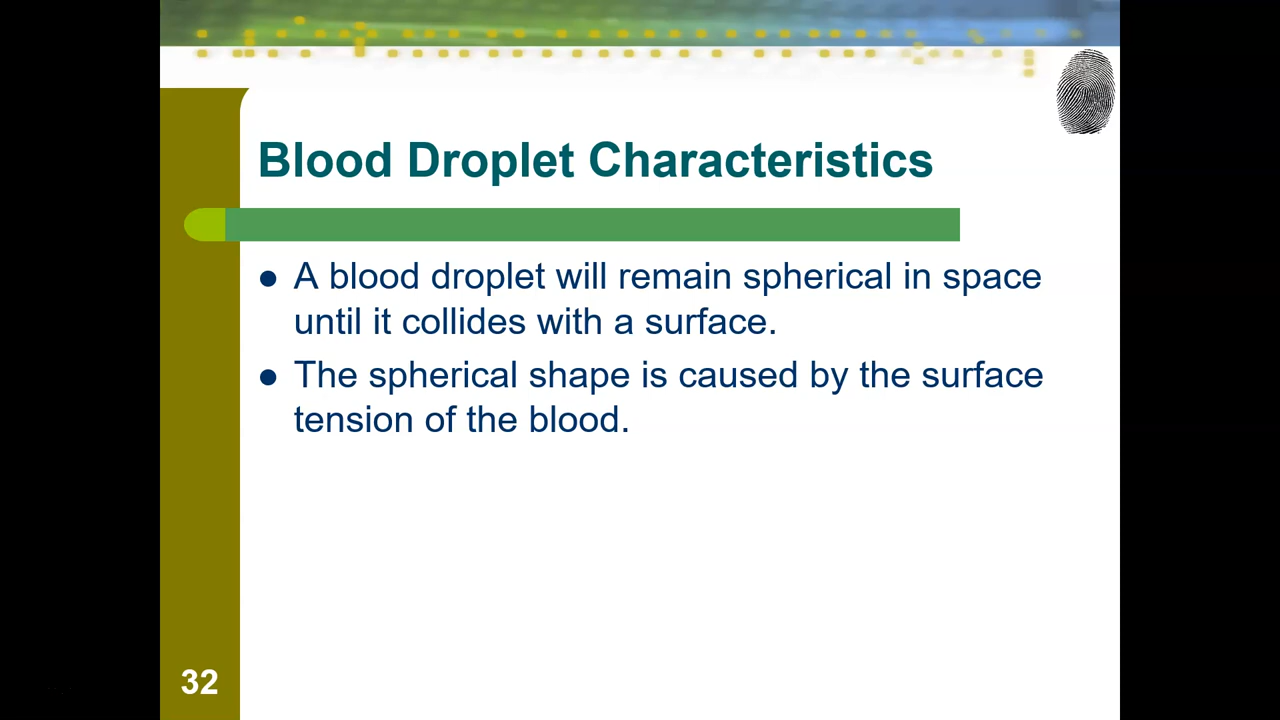 Blood Droplet Characteristics
● A blood droplet will remain spherical in space
until it collides with a surface.
● The spherical shape is caused by the surface
tension of the blood.
32